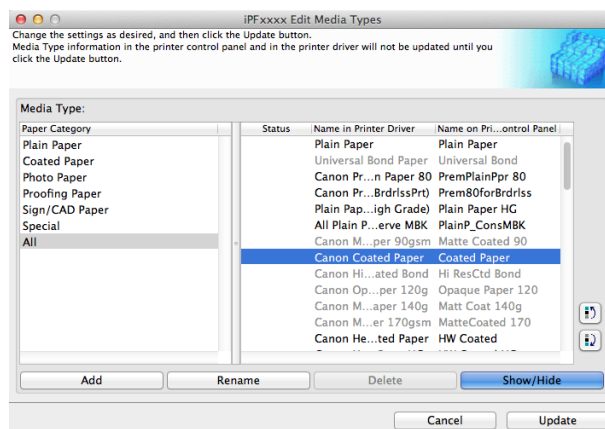 iPFxxxx Edit Media Types
Change the settings as desired, and then click the Update button.
Media Type information in the printer control panel and in the printer driver will not be updated until you
click the Update button.
Media Type:
Paper Category
Status Name in Printer Driver Name on Pri...ontrol Panel
Plain Paper
Coated Paper
Photo Paper
Proofing Paper
Sign/CAD Paper
Special
All
Plain Paper Plain Paper
Universal Bond Paper Universal Bond
Canon Pr...n Paper 80 PremPlainPpr 80
Canon Pr...BrdrlssPrt) Prem80forBrdrlss
Plain Pap...igh Grade) Plain Paper HG
All Plain P...erve MBK PlainP_ConsMBK
Canon M...per 90gsm Matte Coated 90
Canon Coated Paper Coated Paper
Canon Hi...ated Bond Hi ResCtd Bond
Canon Op...per 120g Opaque Paper 120
Canon M...aper 140g Matt Coat 140g
Canon M...er 170gsm MatteCoated 170
Canon He...ted Paper HW Coated
Add Rename Delete Show/Hide
Cancel Update